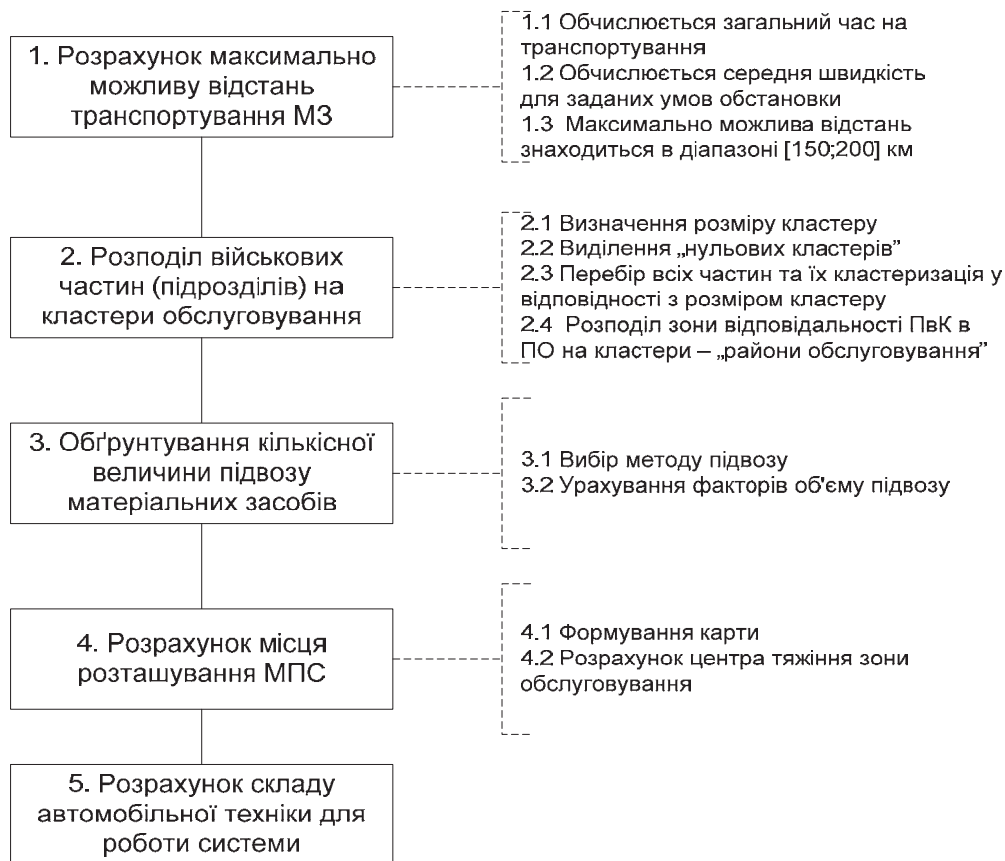 1. Розрахунок максимально
можливу відстань
транспортування МЗ
1.1 Обчислюється загальний час на
транспортування
1.2 Обчислюється середня швидкість
для заданих умов обстановки
1.3 Максимально можлива відстань
знаходиться в діапазоні [150;200] км
2. Розподіл військових
частин (підрозділів) на
кластери обслуговування
2.1 Визначення розміру кластеру
2.2 Виділення „нульових кластерів”
2.3 Перебір всіх частин та їх кластеризація у
відповідності з розміром кластеру
2.4 Розподіл зони відповідальності ПвК в
ПО на кластери – „райони обслуговування”
3. Обґрунтування кількісної
величини підвозу
матеріальних засобів
3.1 Вибір методу підвозу
3.2 Урахування факторів об'єму підвозу
4. Розрахунок місця
розташування МПС
4.1 Формування карти
4.2 Розрахунок центра тяжіння зони
обслуговування
5. Розрахунок складу
автомобільної техніки для
роботи системи